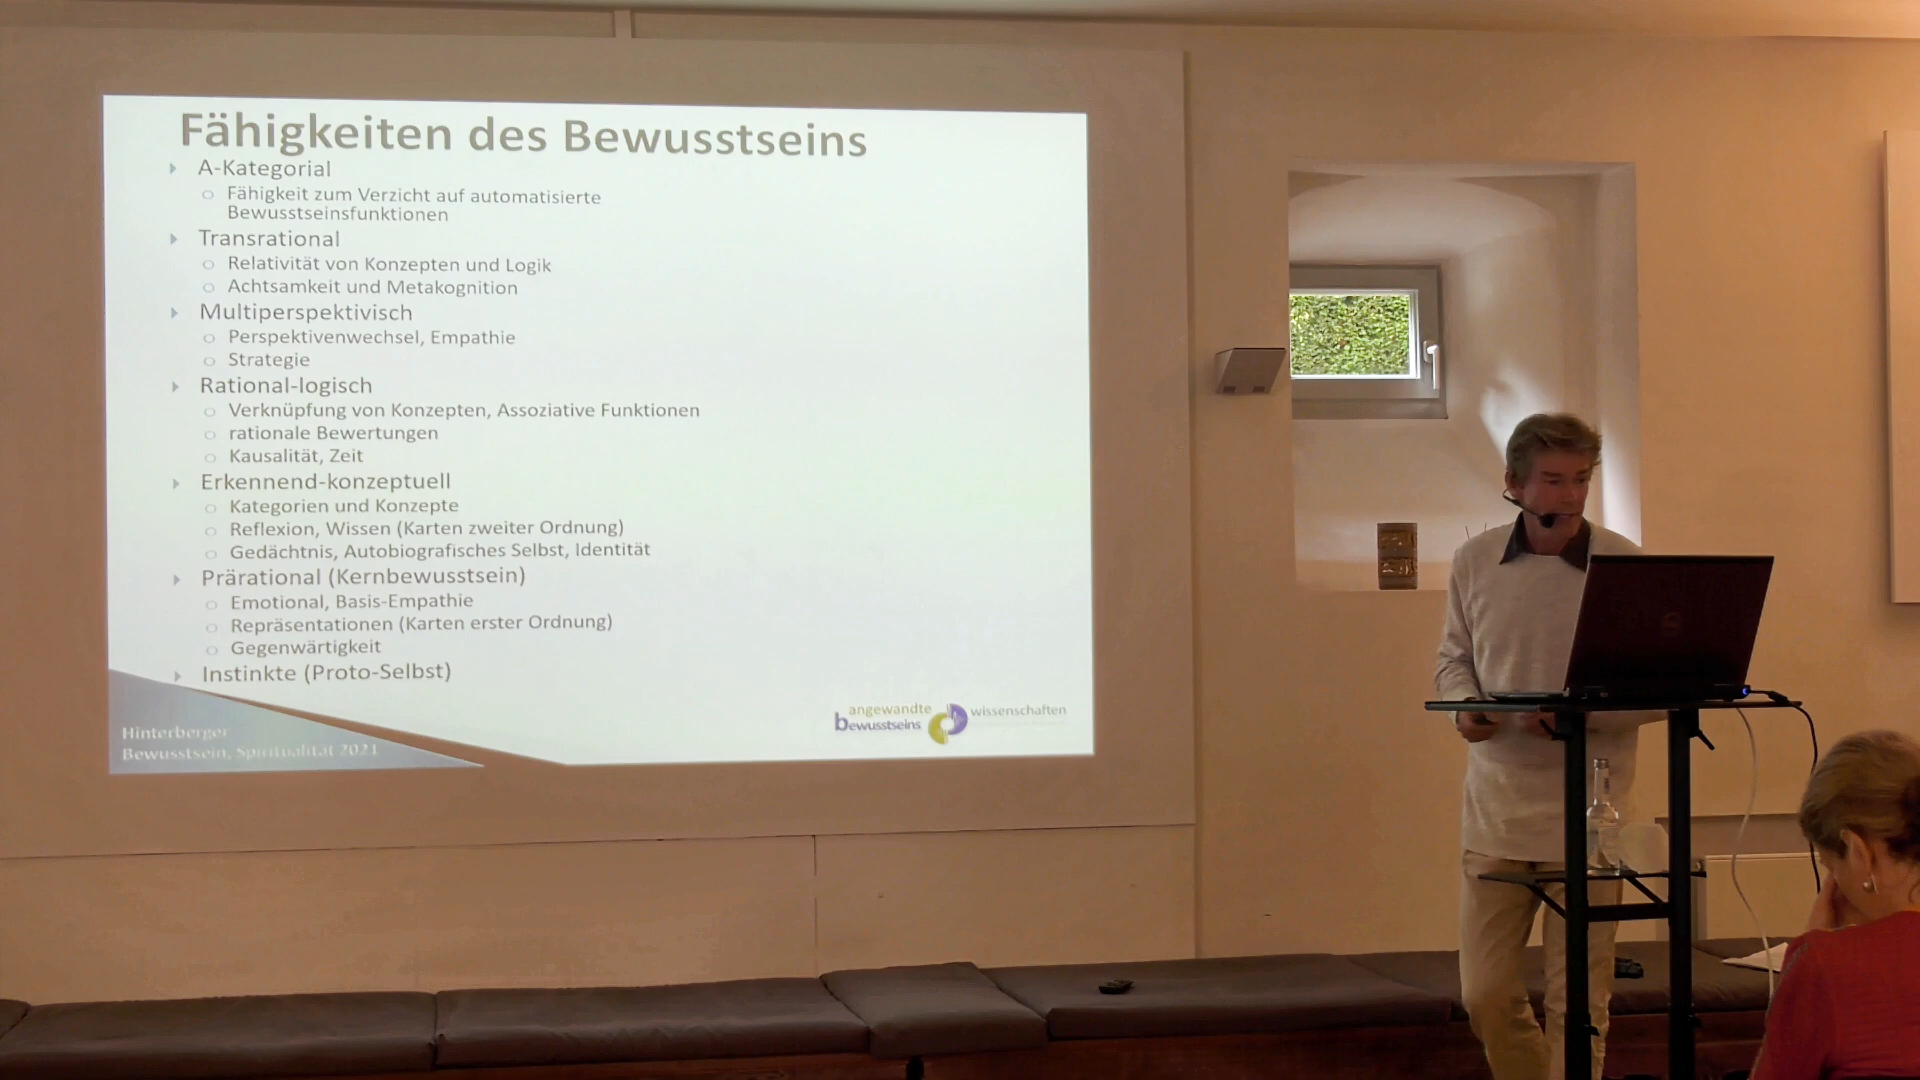 Fähigkeiten des Bewusstseins
A-Kategorial
Fähigkeit zum Verzicht auf automatisierte
Bewusstseinsfunktionen
Transrational
Relativität von Konzepten und Logik
Achtsamkeit und Metakognition
Multiperspektivisch
Perspektivenwechsel, Empathie
Strategie
Rational-logisch
Verknüpfung von Konzepten, Assoziative Funktionen
rationale Bewertungen
Kausalität, Zeit
Erkennend-konzeptuell
Kategorien und Konzepte
Reflexion, Wissen (Karten zweiter Ordnung)
Gedächtnis, Autobiografisches Selbst, Identität
Prärational (Kernbewusstsein)
Emotional, Basis-Empathie
Repräsentationen (Karten erster Ordnung)
Gegenwärtigkeit
Instinkte (Proto-Selbst)
Hinterberger
Bewusstsein, Spiritualität 2021
angewandte
bewusstseins wissenschaften